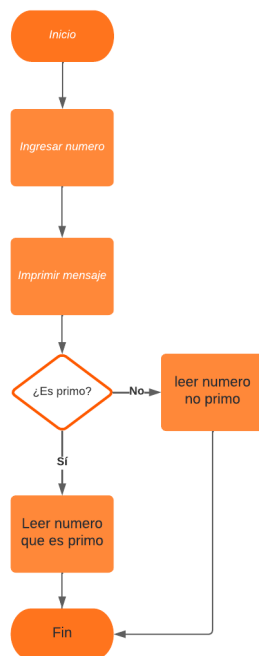 Inicio
Ingresar numero
Imprimir mensaje
¿Es primo?
No
leer numero
no primo
Sí
Leer numero
que es primo
Fin